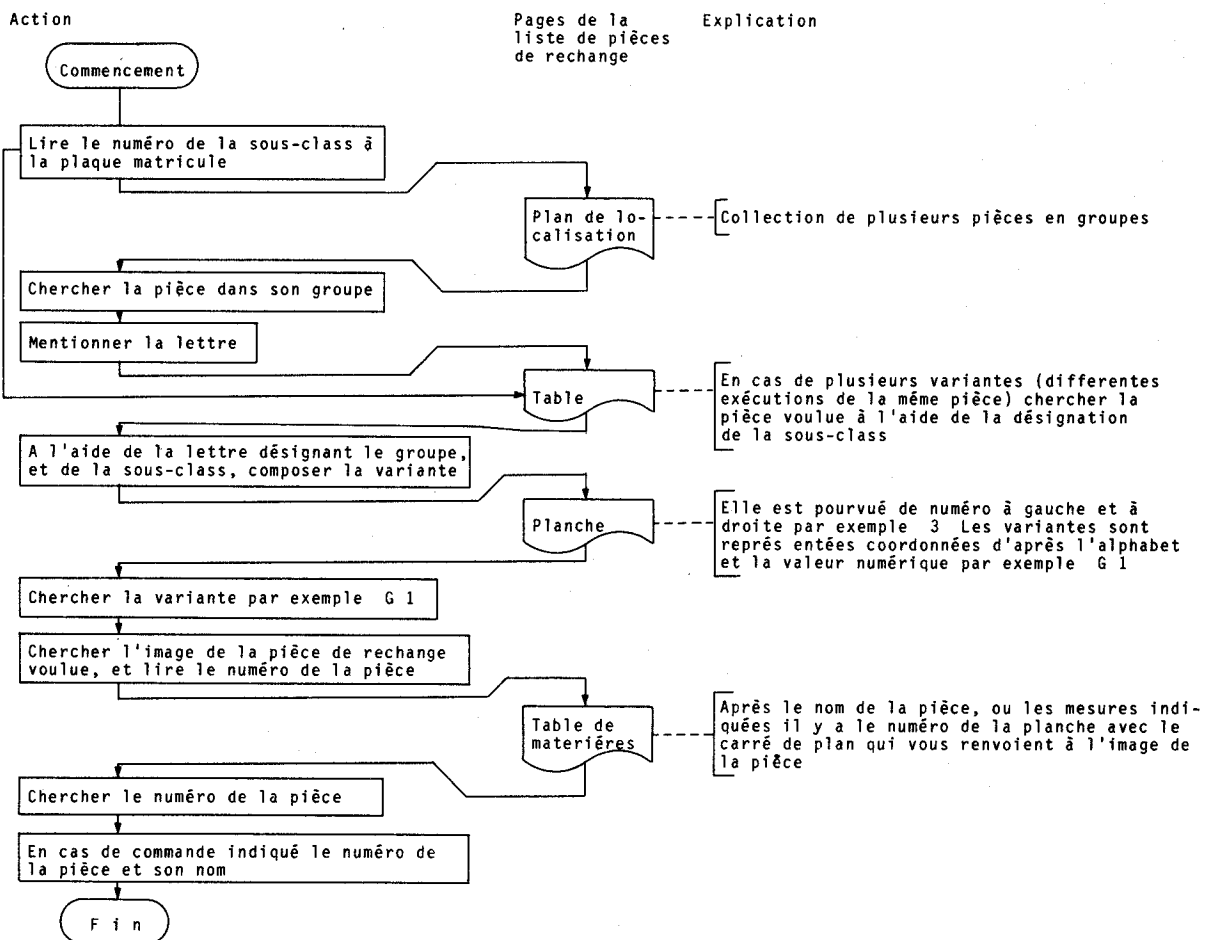 Action
Pages de la
liste de pièces
de rechange
Explication
Commencement
Lire le numéro de la sous-class à
la plaque matricule
Plan de lo-
calisation
Collection de plusieurs pièces en groupes
Chercher la pièce dans son groupe
Mentionner la lettre
Table
En cas de plusieurs variantes (differentes
exécutions de la méme pièce) chercher la
pièce voulue à l'aide de la désignation
de la sous-class
A l'aide de la lettre désignant le groupe,
et de la sous-class, composer la variante
Planche
Elle est pourvué de numéro à gauche et à
droite par exemple 3 Les variantes sont
représ entées coordonnées d'après l'alphabet
et la valeur numérique par exemple G 1
Chercher la variante par exemple G 1
Chercher l'image de la pièce de rechange
voulue, et lire le numéro de la pièce
Table de
materiéres
Après le nom de la pièce, ou les mesures indi-
quées il y a le numéro de la planche avec le
carré de plan qui vous renvoient à l'image de
la pièce
Chercher le numéro de la pièce
En cas de commande indiqué le numéro de
la pièce et son nom
F i n